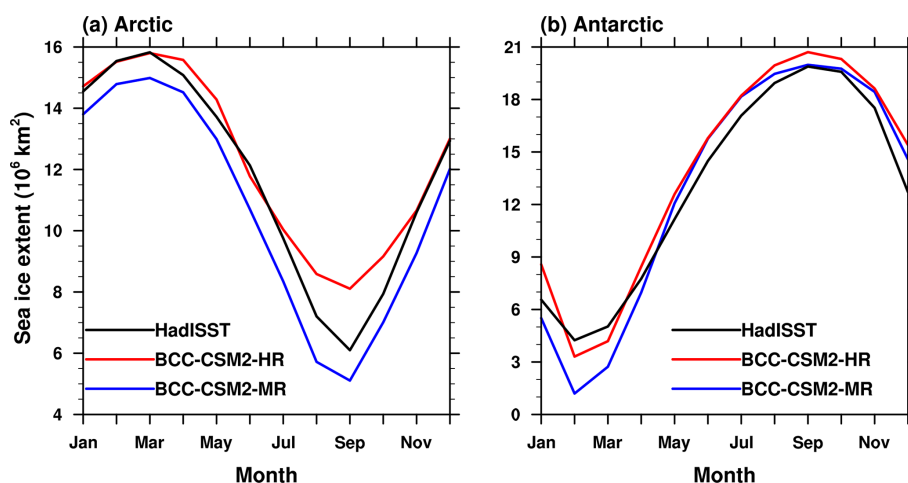 (a) Arctic
(b) Antarctic
Sea ice extent (10⁶ km²)
16
14
12
10
8
6
4
HadISST
BCC-CSM2-HR
BCC-CSM2-MR
Jan Mar May Jul Sep Nov
Month
21
18
15
12
9
6
3
0
HadISST
BCC-CSM2-HR
BCC-CSM2-MR
Jan Mar May Jul Sep Nov
Month